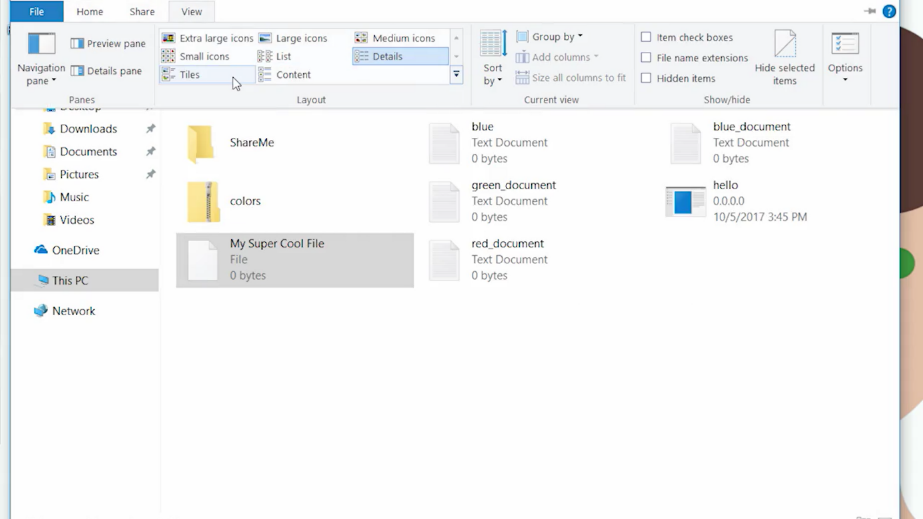 File Home Share View
Navigation pane
Preview pane
Details pane
Panes
Extra large icons Large icons Medium icons
Small icons List Details
Tiles Content
Layout
Sort by
Group by
Add columns
Size all columns to fit
Current view
Item check boxes
File name extensions
Hidden items
Hide selected items
Show/hide
Options
Desktop
Downloads
Documents
Pictures
Music
Videos
OneDrive
This PC
Network
ShareMe
colors
My Super Cool File
File
0 bytes
blue
Text Document
0 bytes
green_document
Text Document
0 bytes
red_document
Text Document
0 bytes
blue_document
Text Document
0 bytes
hello
0.0.0.0
10/5/2017 3:45 PM